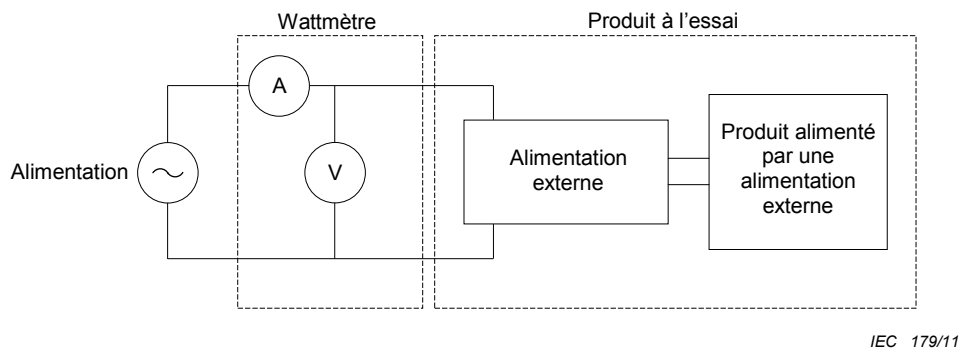 Wattmètre
Produit à l'essai
A
Alimentation
V
Alimentation
externe
Produit alimenté
par une
alimentation
externe
IEC 179/11